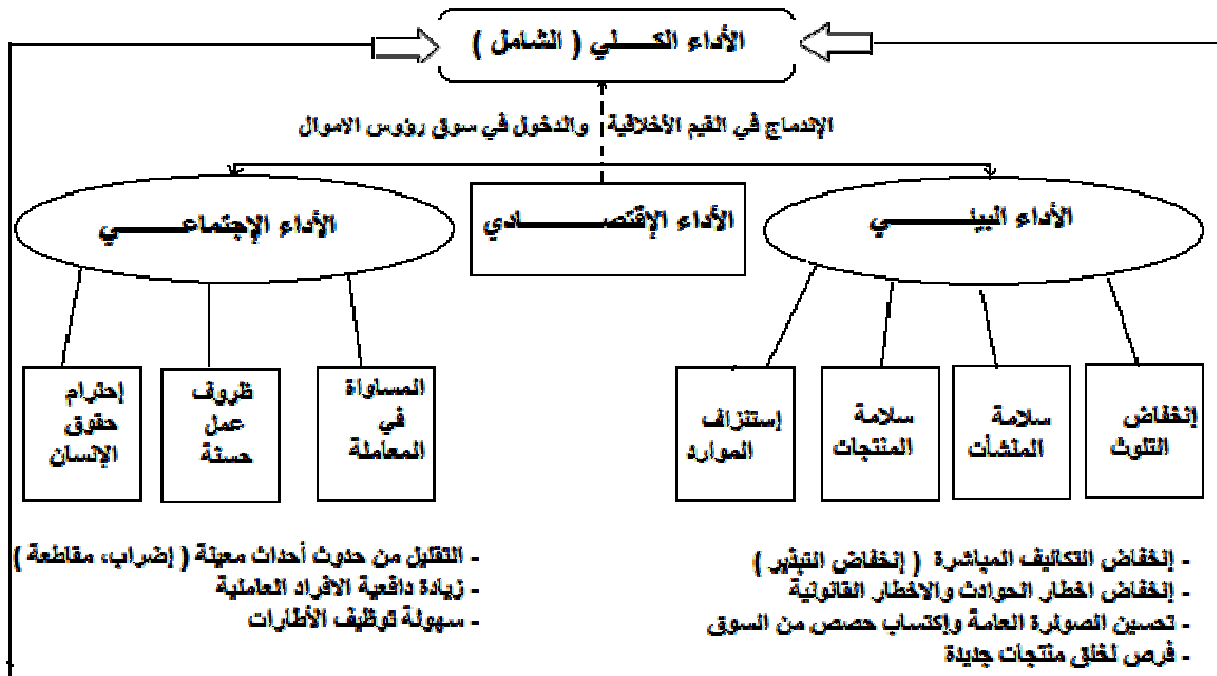 الأداء الكلي ( الشامل )
الإندماج في القيم الأخلاقية والدخول في سوق رؤوس الاموال
الأداء البيئي
الأداء الإقتصادي
الأداء الإجتماعي
إنخفاض
التلوث
سلامة
المنشأت
سلامة
المنتجات
إستنزاف
الموارد
المساواة
في
المعاملة
ظروف
عمل
حسنة
إحترام
حقوق
الإنسان
- إنخفاض التكاليف المباشرة ( إنخفاض التبذير )
- إنخفاض اخطار الحوادث والاخطار القانونية
- تحسين العامة وإكتساب حصص من السوق
- فرص لخلق منتجات جديدة
- التقليل من حدوث أحداث معينة ( إضراب، مقاطعة )
- زيادة دافعية الافراد العاملية
- سهولة توظيف الأطارات